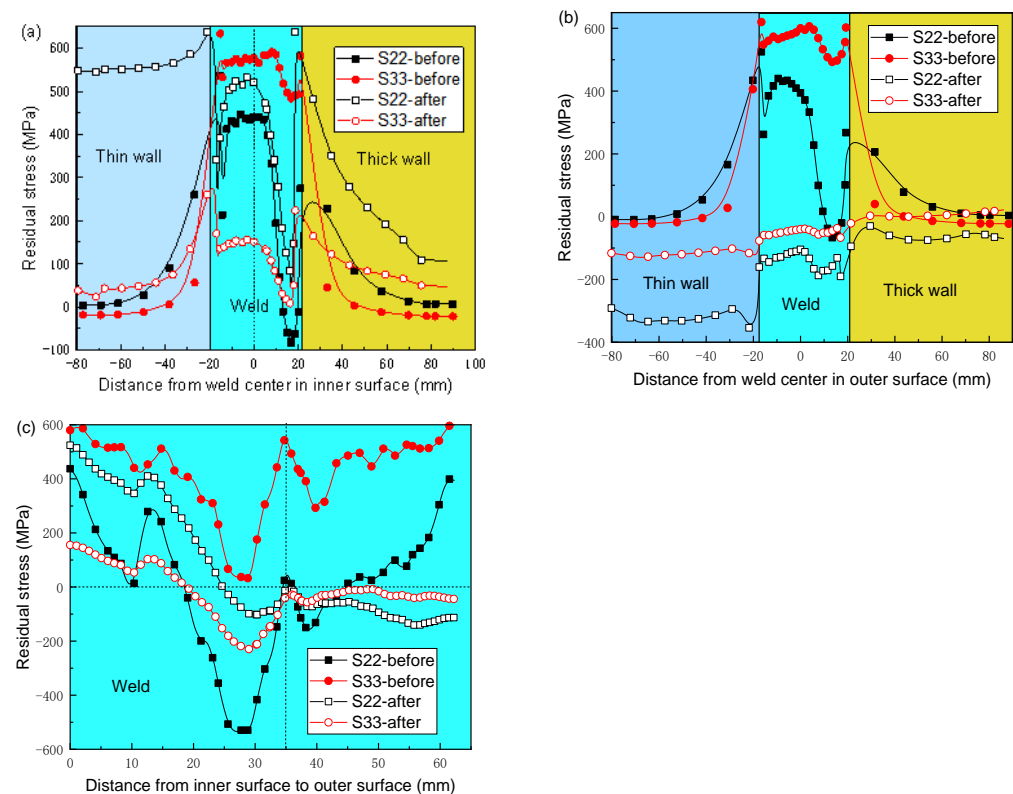 (a)
S22-before
S33-before
S22-after
S33-after
Thin wall
Thick wall
Weld
Residual stress (MPa)
600
500
400
300
200
100
0
-100
-80
-60
-40
-20
0
20
40
60
80
100
Distance from weld center in inner surface (mm)
(b)
S22-before
S33-before
S22-after
S33-after
Thin wall
Weld
Thick wall
Residual stress (MPa)
600
400
200
0
-200
-400
-80
-60
-40
-20
0
20
40
60
80
Distance from weld center in outer surface (mm)
(c)
Weld
S22-before
S33-before
S22-after
S33-after
Residual stress (MPa)
600
400
200
0
-200
-400
-600
0
10
20
30
40
50
60
Distance from inner surface to outer surface (mm)